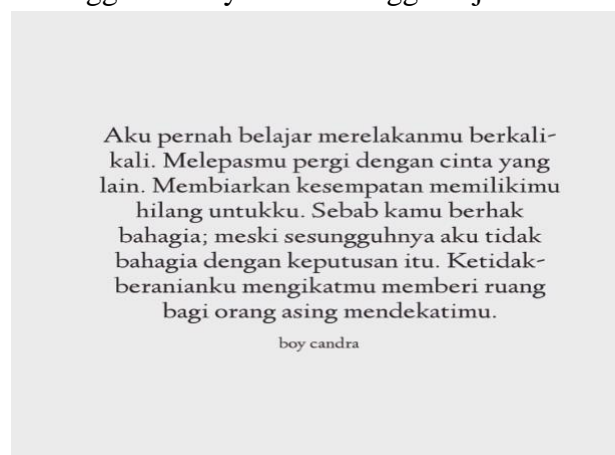 Aku pernah belajar merelakanmu berkali-
kali. Melepasmu pergi dengan cinta yang
lain. Membiarkan kesempatan memilikimu
hilang untukku. Sebab kamu berhak
bahagia; meski sesungguhnya aku tidak
bahagia dengan keputusan itu. Ketidak-
beranianku mengikatmu memberi ruang
bagi orang asing mendekatimu.
boy candra